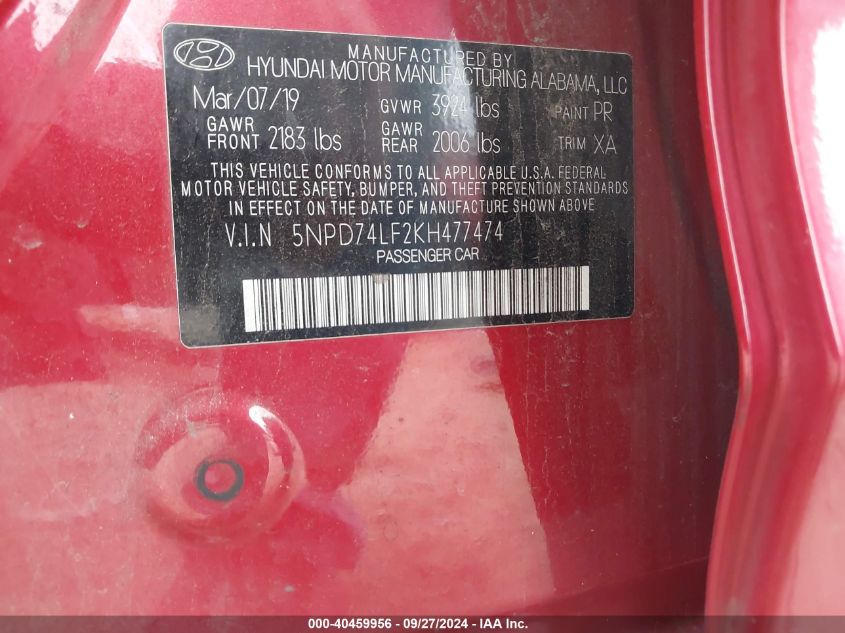 MANUFACTURED BY
HYUNDAI MOTOR MANUFACTURING ALABAMA, LLC
Mar/07/19 GVWR 3924 lbs PAINT PR
GAWR FRONT 2183 lbs GAWR REAR 2006 lbs TRIM XA
THIS VEHICLE CONFORMS TO ALL APPLICABLE U.S.A. FEDERAL
MOTOR VEHICLE SAFETY, BUMPER, AND THEFT PREVENTION STANDARDS
IN EFFECT ON THE DATE OF MANUFACTURE SHOWN ABOVE
V.I.N 5NPD74LF2KH477474
PASSENGER CAR
000-40459956 - 09/27/2024 - IAA Inc.